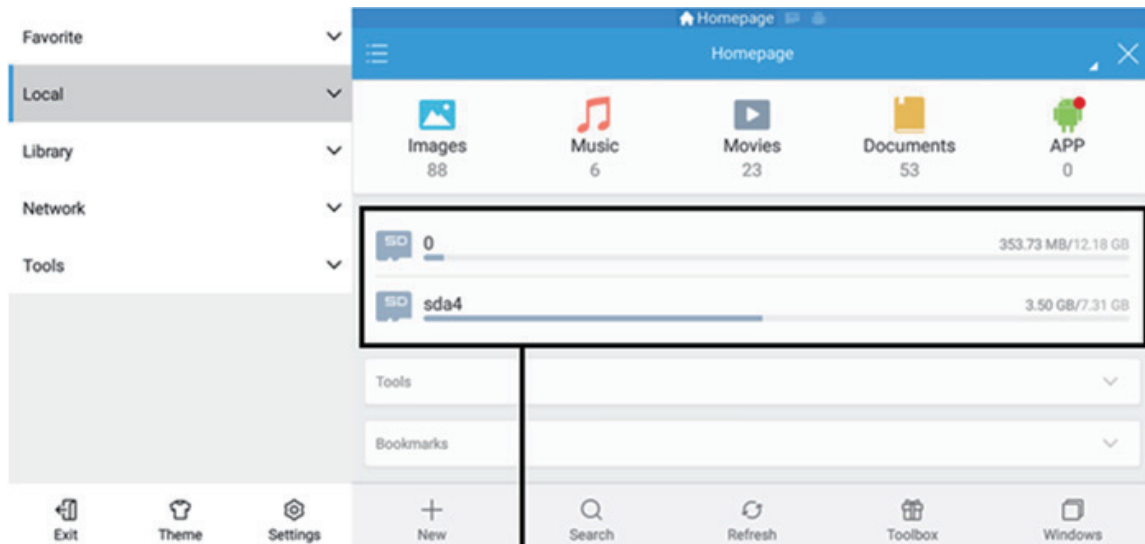 Favorite
Local
Library
Network
Tools
Exit
Theme
Settings
Homepage
Homepage
Images
88
Music
6
Movies
23
Documents
53
APP
0
SD
0
353.73 MB/12.18 GB
SD
sda4
3.50 GB/7.31 GB
Tools
Bookmarks
New
Search
Refresh
Toolbox
Windows